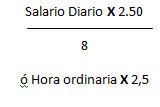 Salario Diario X 2.50
8
ó Hora ordinaria X 2,5